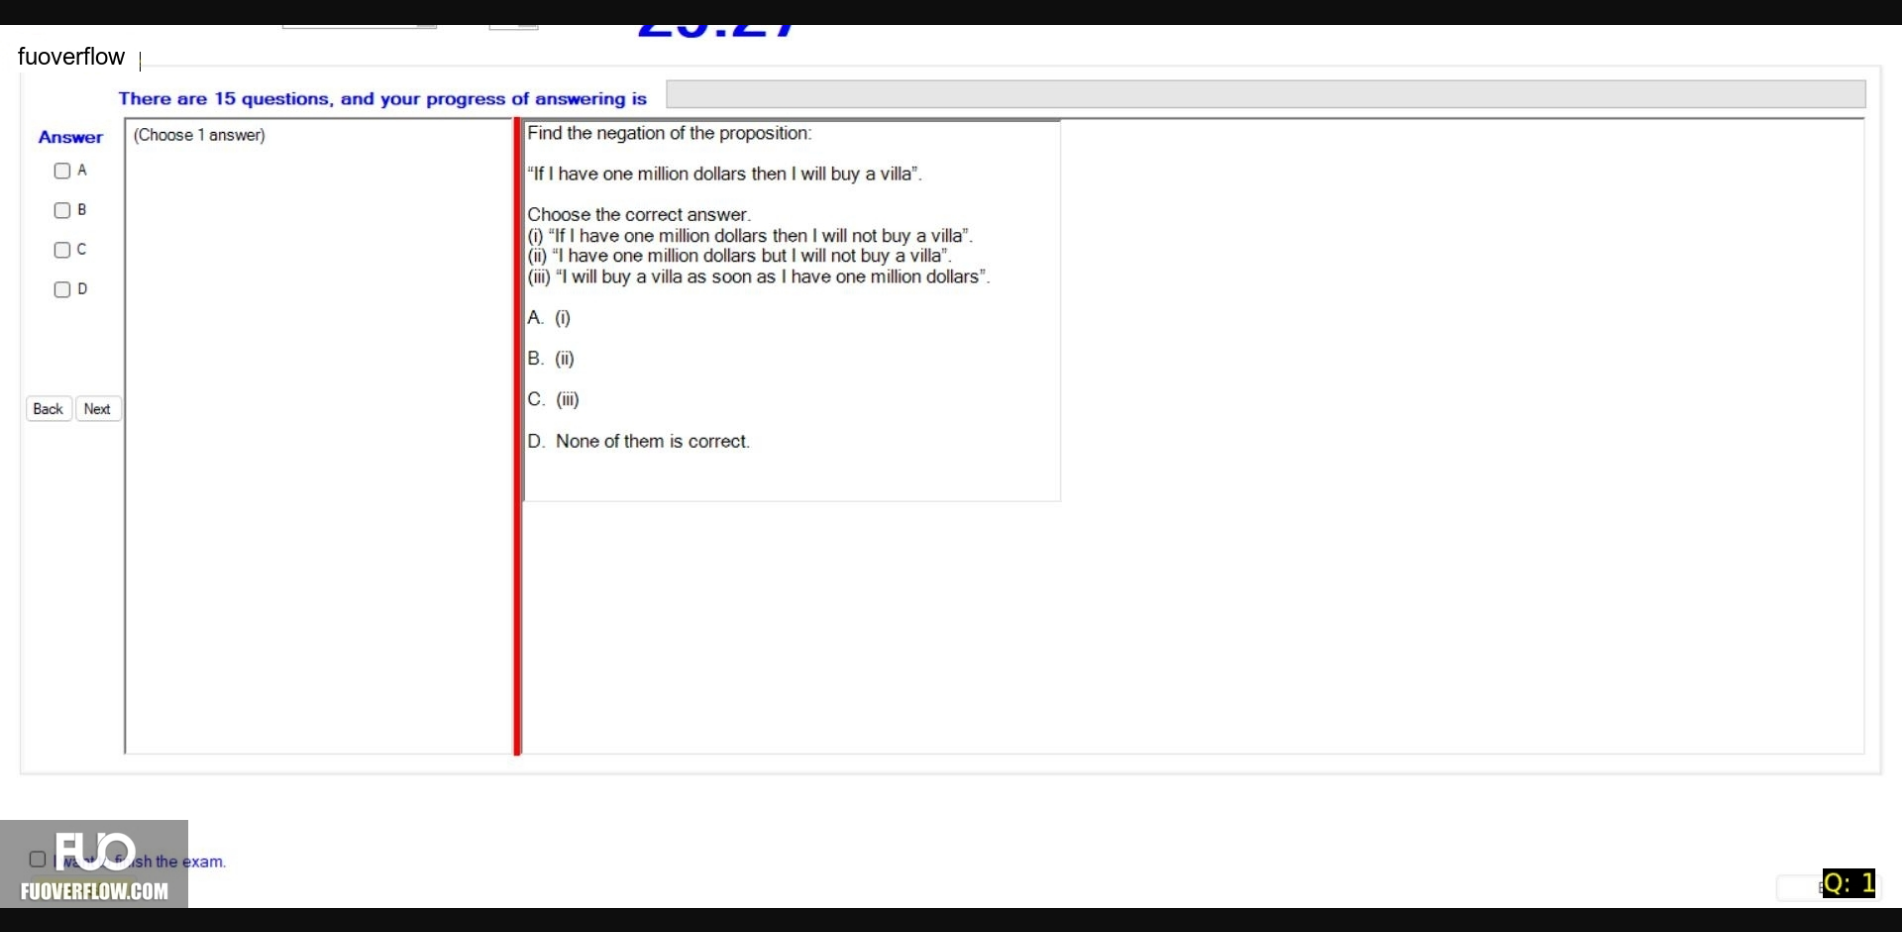 fuoverflow
There are 15 questions, and your progress of answering is
Answer
(Choose 1 answer)
A
B
C
D
Back Next
Find the negation of the proposition:
“If I have one million dollars then I will buy a villa”.
Choose the correct answer.
(i) “If I have one million dollars then I will not buy a villa”.
(ii) “I have one million dollars but I will not buy a villa”.
(iii) “I will buy a villa as soon as I have one million dollars”.
A. (i)
B. (ii)
C. (iii)
D. None of them is correct.
the exam.
FUO
FUOVERFLOW.COM
Q: 1